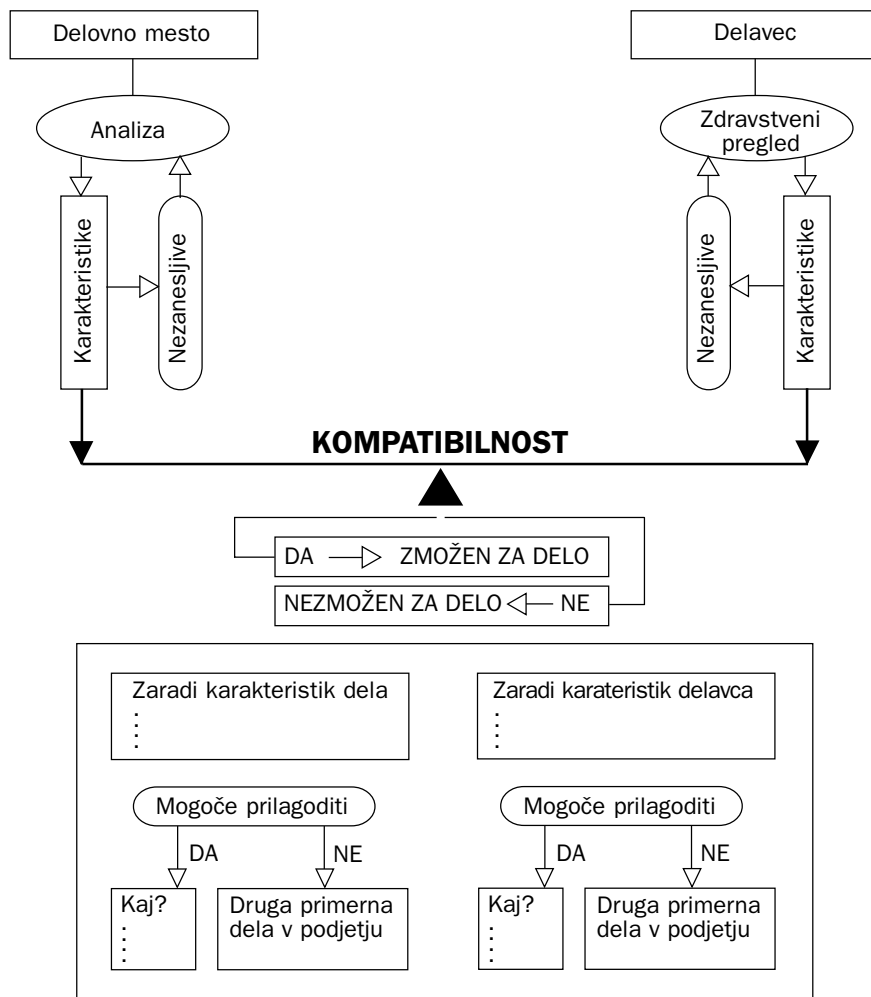 Delovno mesto
Delavec
Analiza
Zdravstveni
pregled
Karakteristike
Nezanesljive
Nezanesljive
Karakteristike
KOMPATIBILNOST
DA ZMOŽEN ZA DELO
NEZMOŽEN ZA DELO NE
Zaradi karakteristik dela
Zaradi karateristik delavca
Mogoče prilagoditi
Mogoče prilagoditi
DA
NE
DA
NE
Kaj?
Druga primerna
dela v podjetju
Kaj?
Druga primerna
dela v podjetju